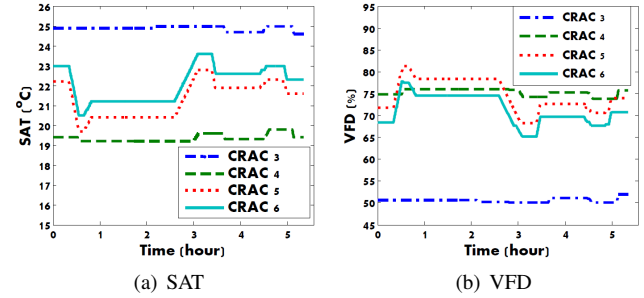 26
25
24
23
22
21
20
19
18
17
16
15
SAT (°C)
0 1 2 3 4 5
Time (hour)
CRAC 3
CRAC 4
CRAC 5
CRAC 6
(a) SAT
95
90
85
80
75
70
65
60
55
50
45
VFD (%)
0 1 2 3 4 5
Time (hour)
CRAC 3
CRAC 4
CRAC 5
CRAC 6
(b) VFD